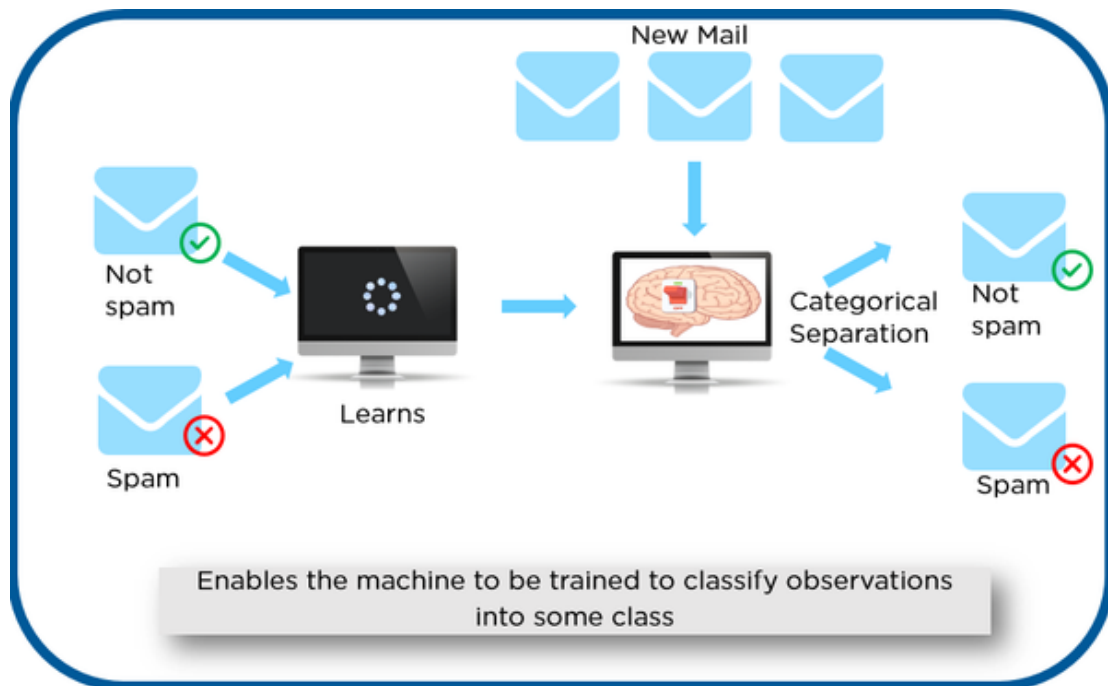 New Mail
Not
spam
Spam
Learns
Categorical
Separation
Not
spam
Spam
Enables the machine to be trained to classify observations
into some class